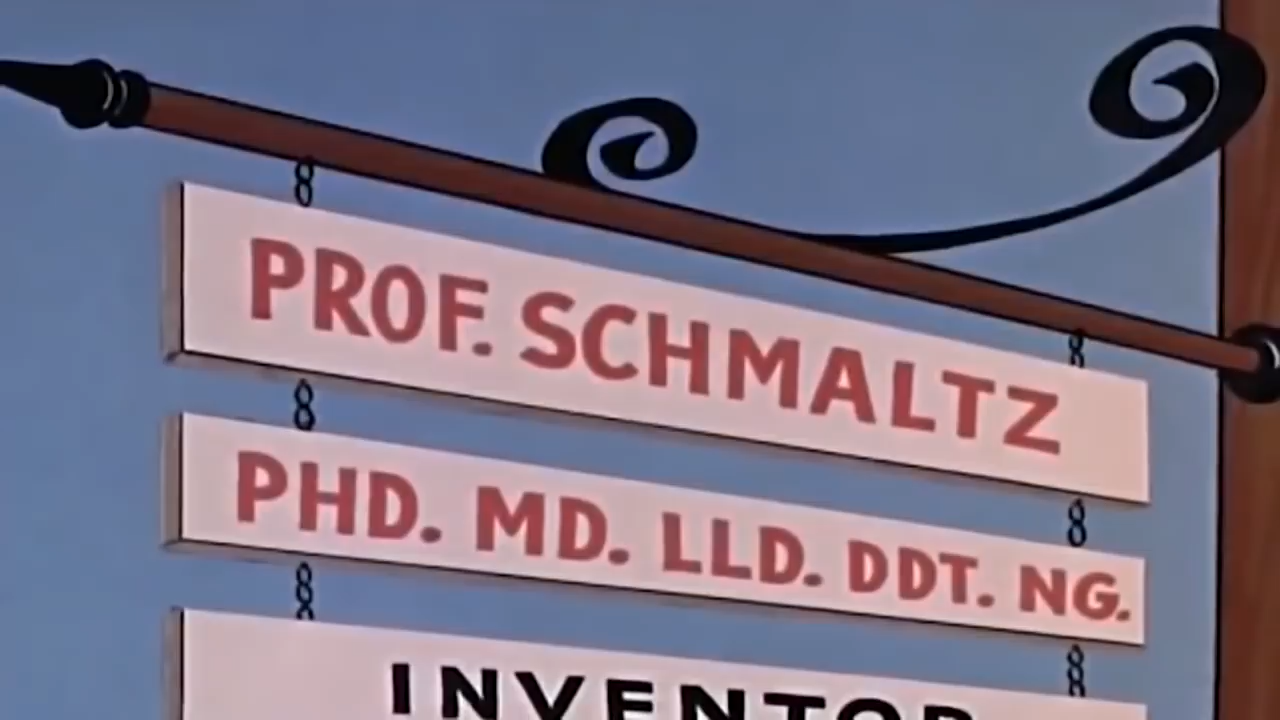 PROF. SCHMALTZ
PHD. MD. LLD. DDT. NG.
INVENTOR